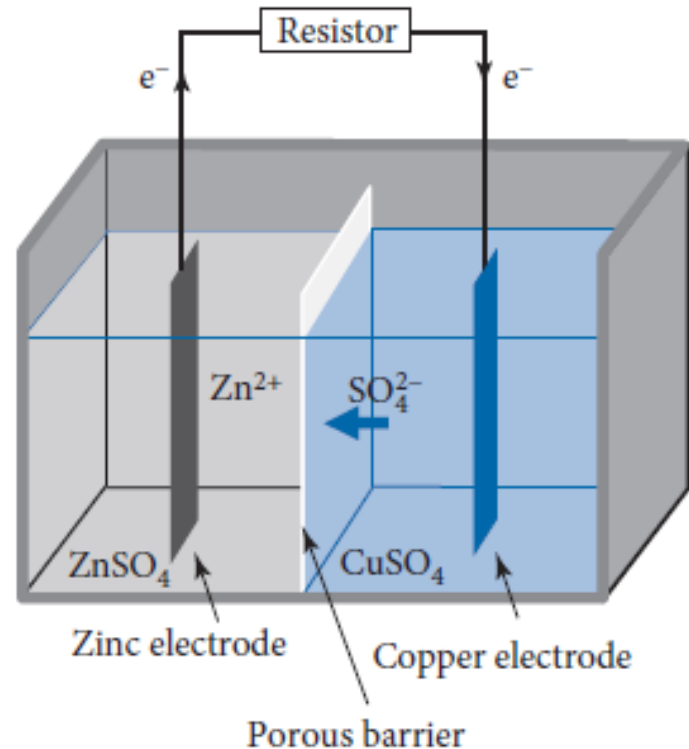 Resistor
e⁻
e⁻
Zn²⁺
SO₄²⁻
ZnSO₄
CuSO₄
Zinc electrode
Copper electrode
Porous barrier